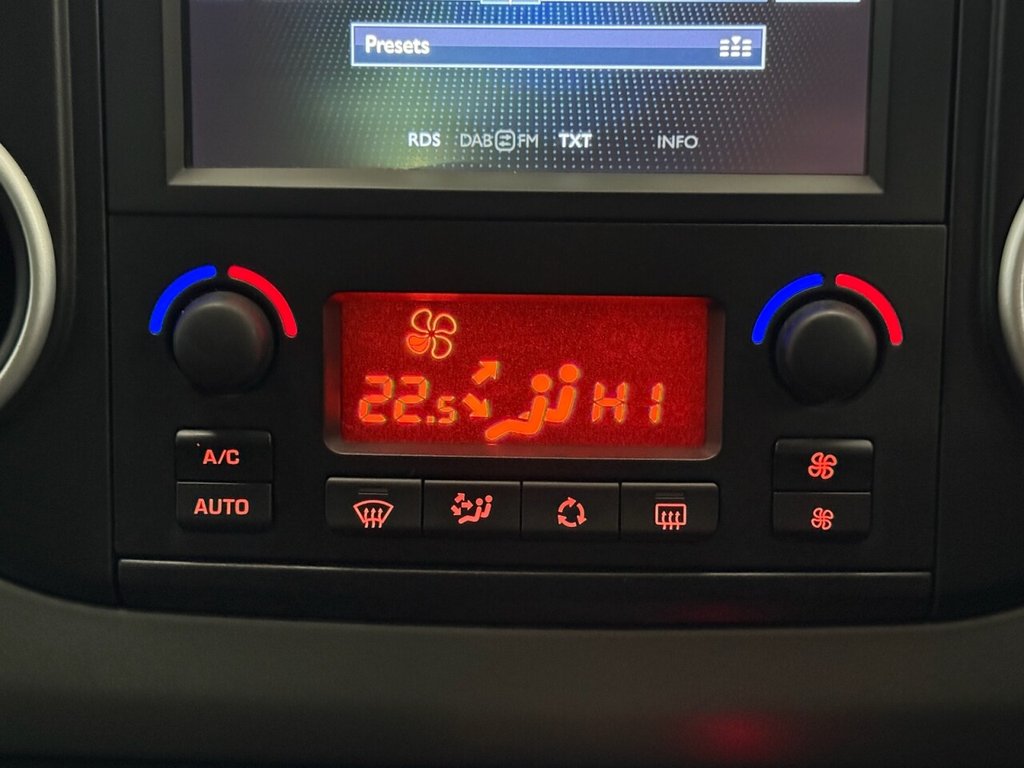 Presets
RDS DAB FM TXT INFO
22.5 HI
A/C
AUTO